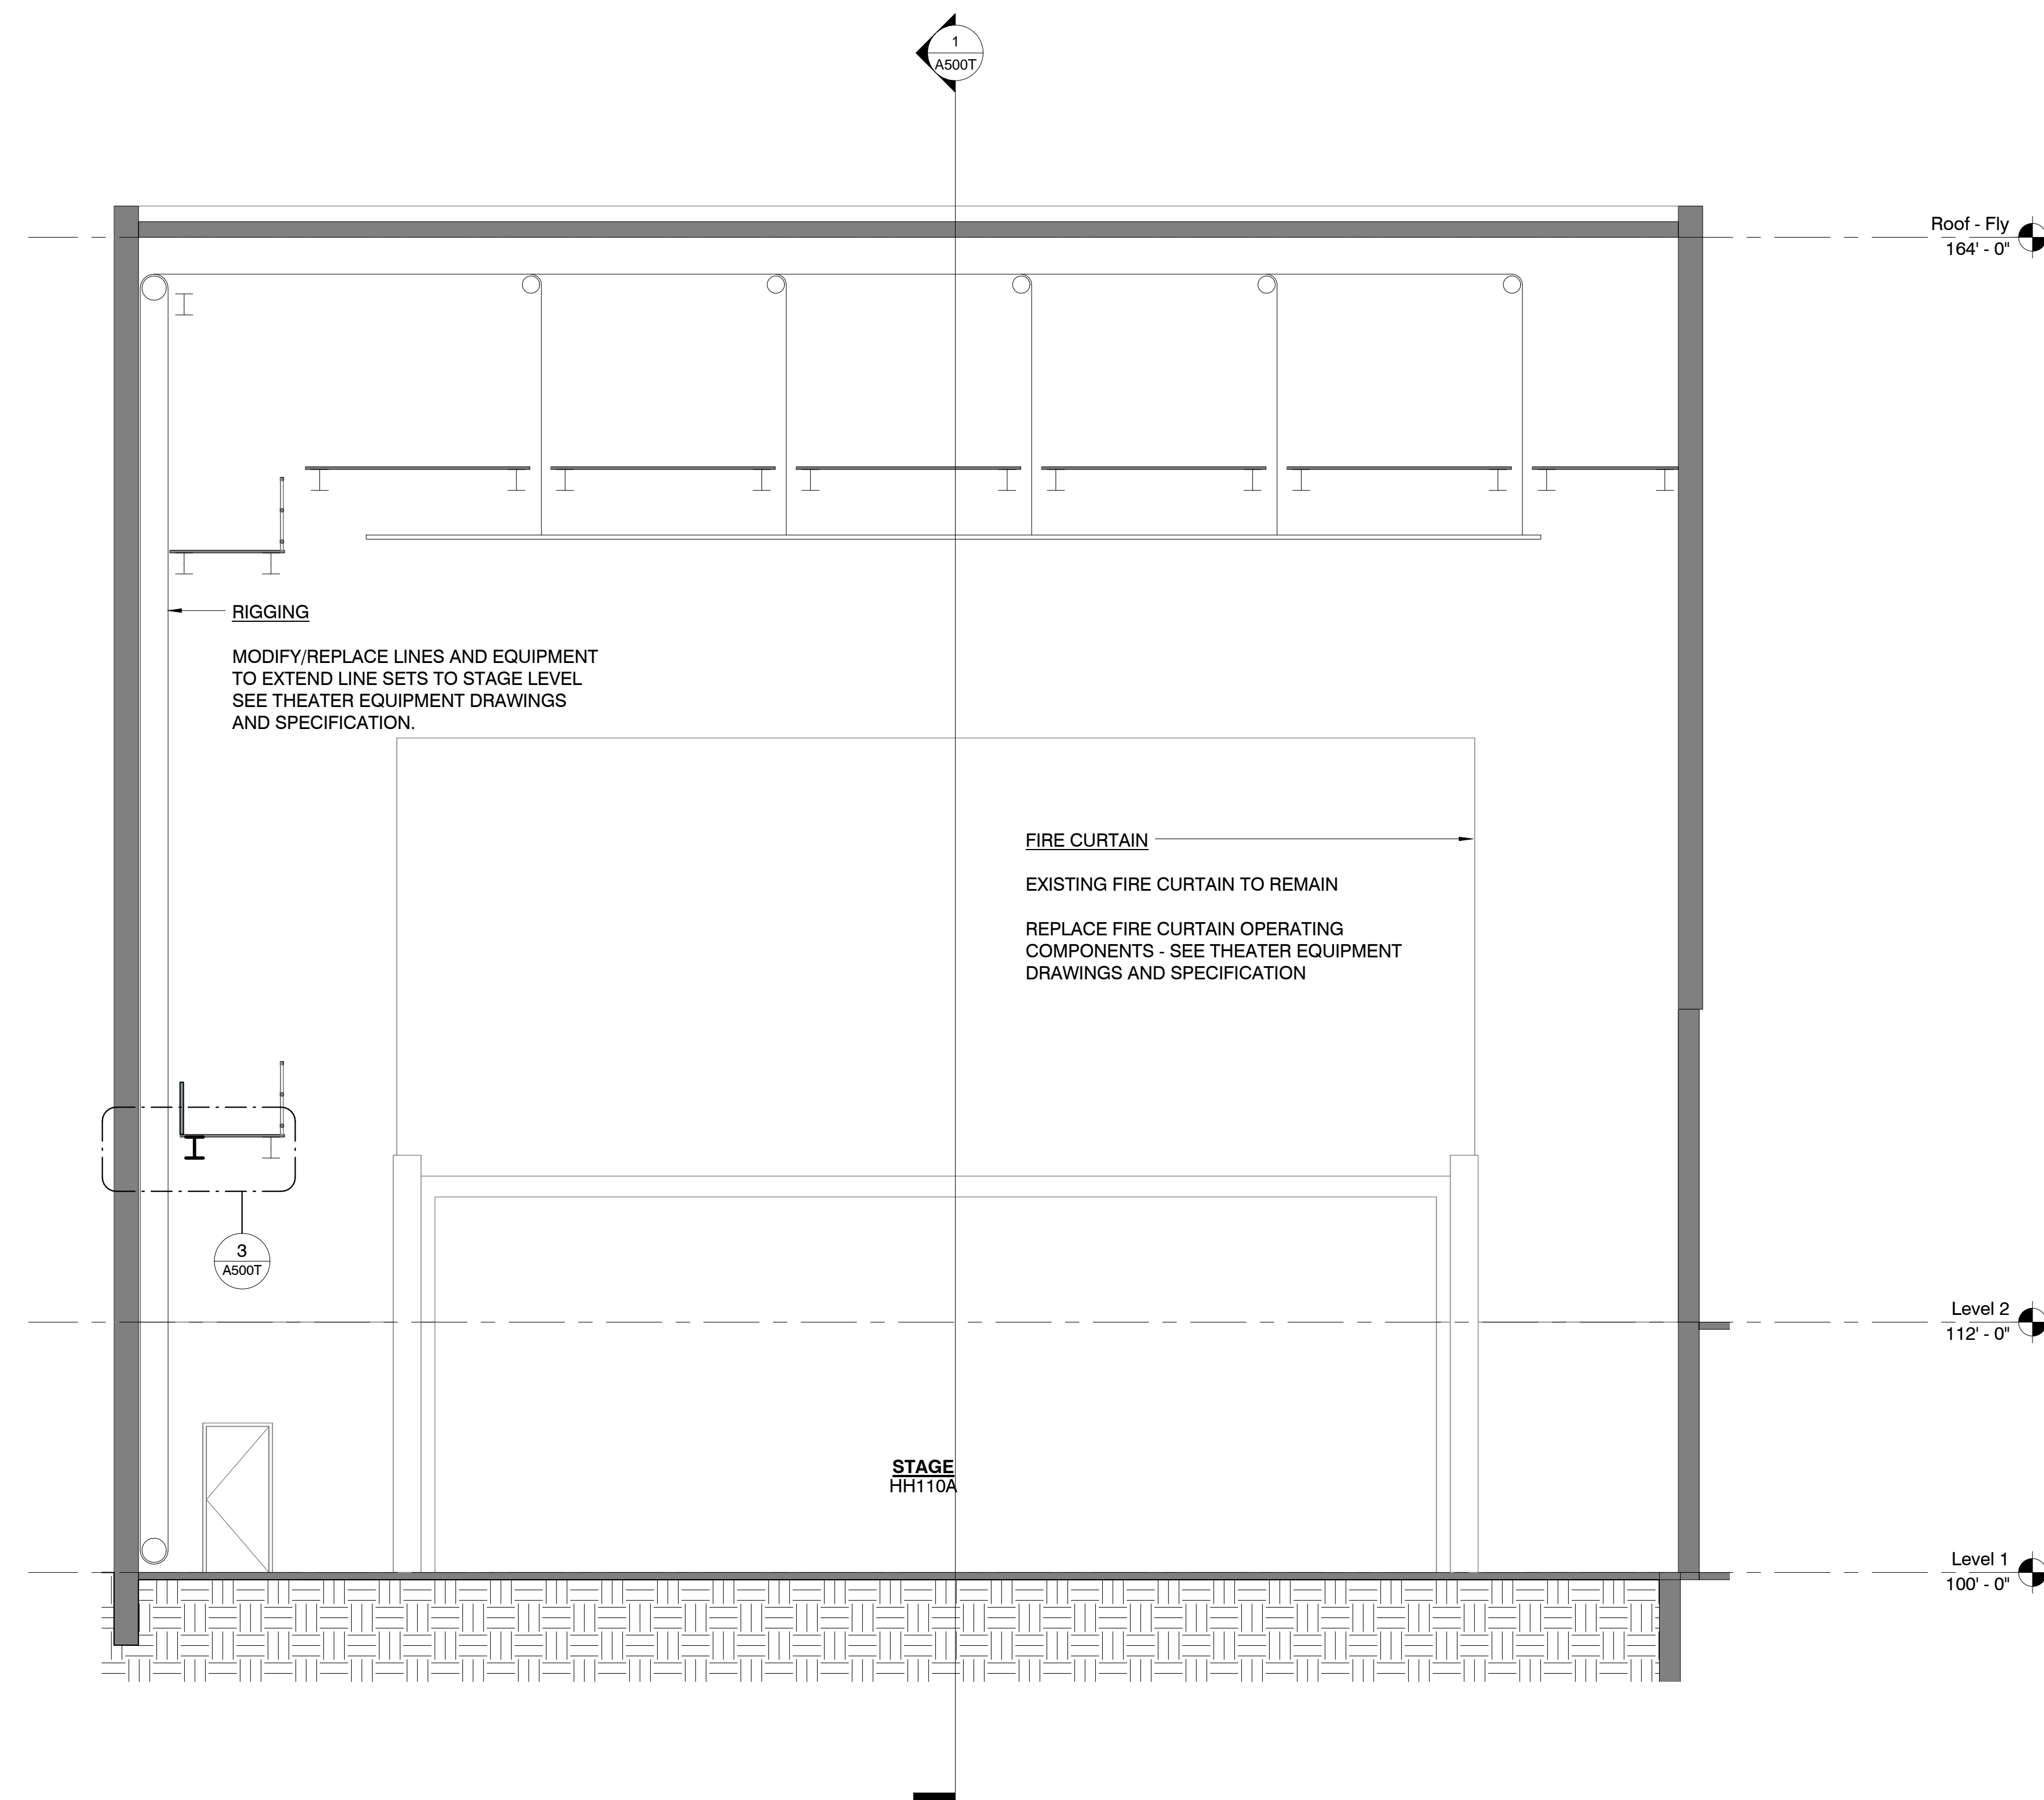 1
A500T
Roof - Fly
164' - 0"
RIGGING
MODIFY/REPLACE LINES AND EQUIPMENT
TO EXTEND LINE SETS TO STAGE LEVEL
SEE THEATER EQUIPMENT DRAWINGS
AND SPECIFICATION.
FIRE CURTAIN
EXISTING FIRE CURTAIN TO REMAIN
REPLACE FIRE CURTAIN OPERATING
COMPONENTS - SEE THEATER EQUIPMENT
DRAWINGS AND SPECIFICATION
3
A500T
Level 2
112' - 0"
STAGE
HH110A
Level 1
100' - 0"